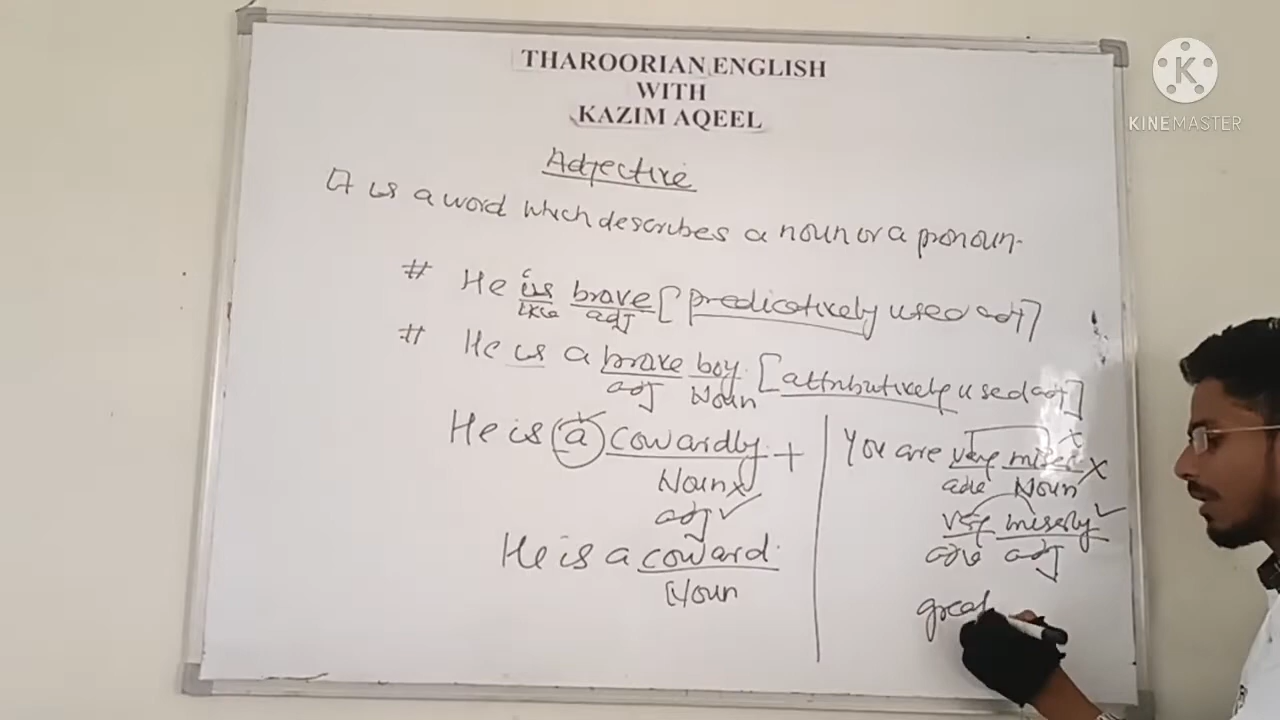 THAROORIAN ENGLISH
WITH
KAZIM AQEEL
Adjective
It is a word which describes a noun or a pronoun.
# He is brave [predicatively used adj]
adj
# He is a brave boy. [attributively used adj]
adj Noun
He is a cowardly +
Noun x
adj ✓
He is a coward.
Noun
You are very miser x
adv Noun
very miserly ✓
adv adj
great
K
KINEMASTER